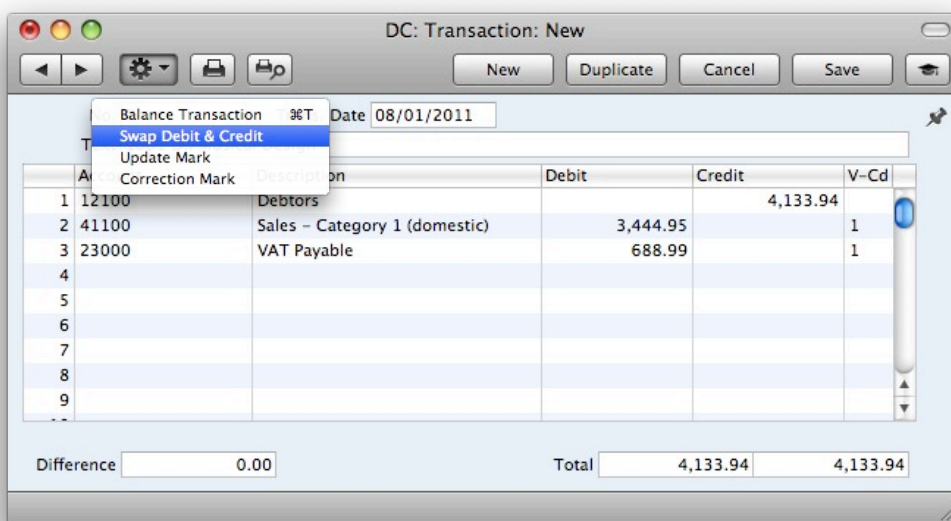 DC: Transaction: New
New Duplicate Cancel Save
Balance Transaction ⌘T
Swap Debit & Credit
Update Mark
Correction Mark
Date 08/01/2011
Debit Credit V-Cd
1 12100 Debtors 4,133.94
2 41100 Sales - Category 1 (domestic) 3,444.95 1
3 23000 VAT Payable 688.99 1
4
5
6
7
8
9
Difference 0.00 Total 4,133.94 4,133.94